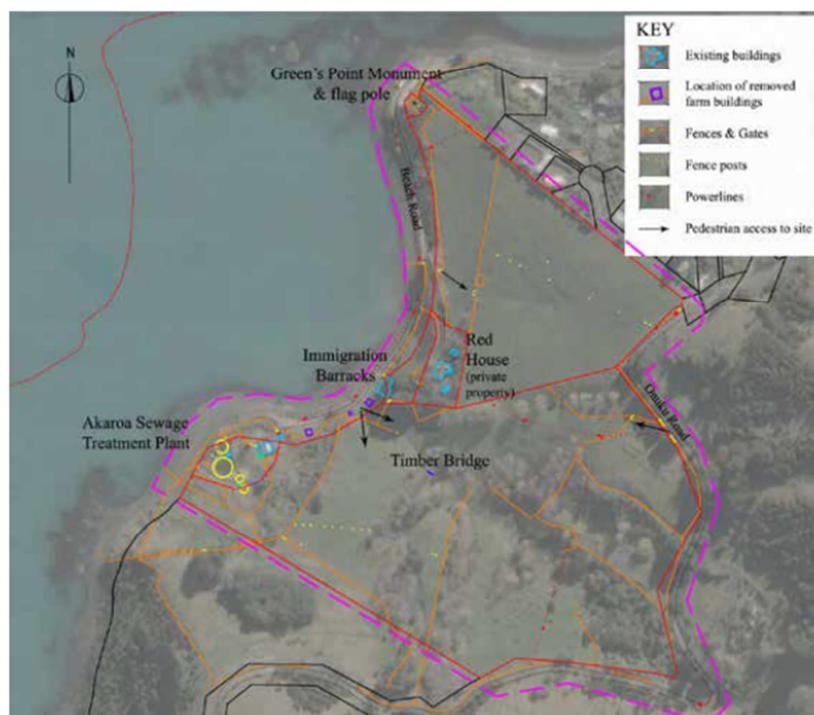 N
Green's Point Monument
& flag pole
Beach Road
Immigration
Barracks
Red
House
(private
property)
Akaroa Sewage
Treatment Plant
Timber Bridge
Onuku Road
KEY
Existing buildings
Location of removed
farm buildings
Fences & Gates
Fence posts
Powerlines
Pedestrian access to site